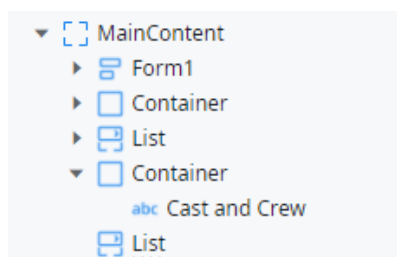 MainContent
Form1
Container
List
Container
abc Cast and Crew
List